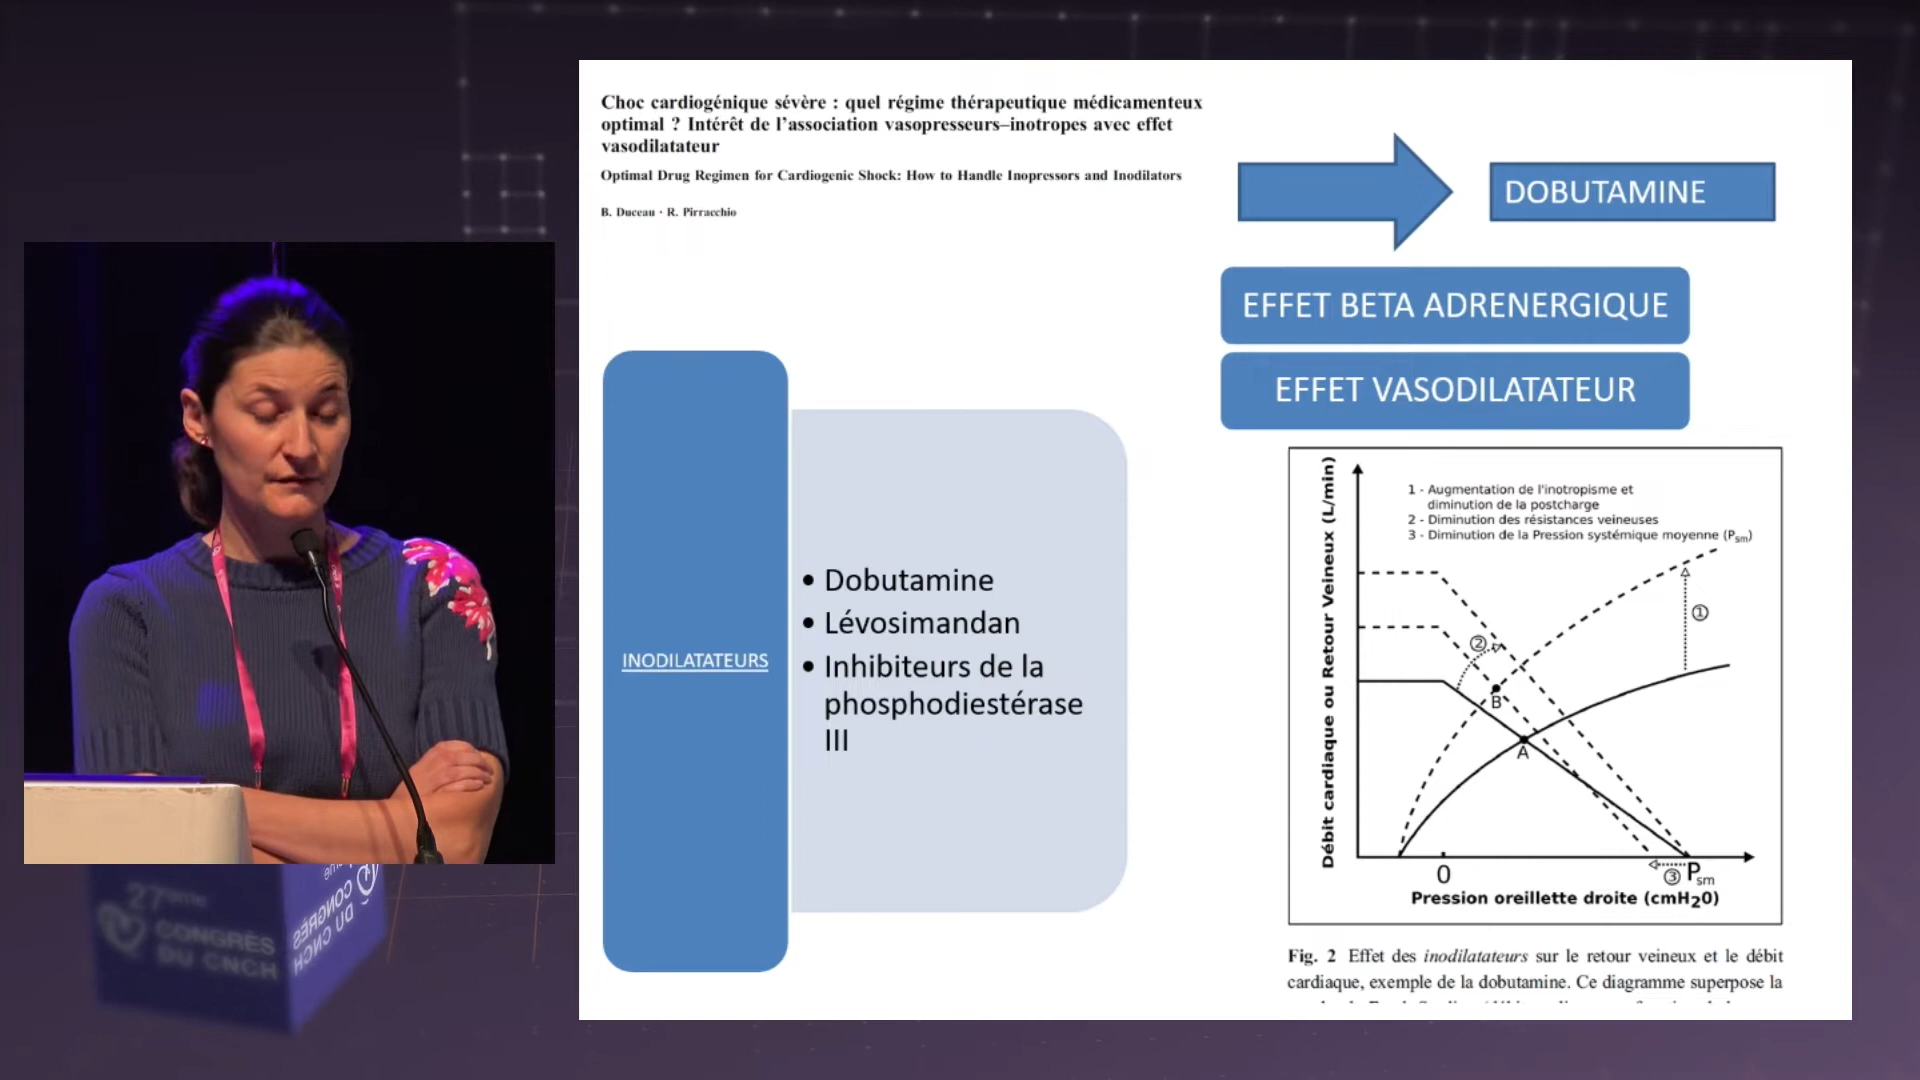 Choc cardiogénique sévère : quel régime thérapeutique médicamenteux
optimal ? Intérêt de l'association vasopresseurs–inotropes avec effet
vasodilatateur
Optimal Drug Regimen for Cardiogenic Shock: How to Handle Inopressors and Inodilators
B. Duceau · R. Pirracchio
DOBUTAMINE
EFFET BETA ADRENERGIQUE
EFFET VASODILATATEUR
INODILATATEURS
• Dobutamine
• Lévosimandan
• Inhibiteurs de la
phosphodiestérase
III
Débit cardiaque ou Retour Veineux (L/min)
1 - Augmentation de l'inotropisme et
diminution de la postcharge
2 - Diminution des résistances veineuses
3 - Diminution de la Pression systémique moyenne (Psm)
①
②
B
A
0
③ Psm
Pression oreillette droite (cmH20)
Fig. 2 Effet des inodilatateurs sur le retour veineux et le débit
cardiaque, exemple de la dobutamine. Ce diagramme superpose la
27ème
CONGRÈS
DU CNCH
CONGRÈS
DU CNCH